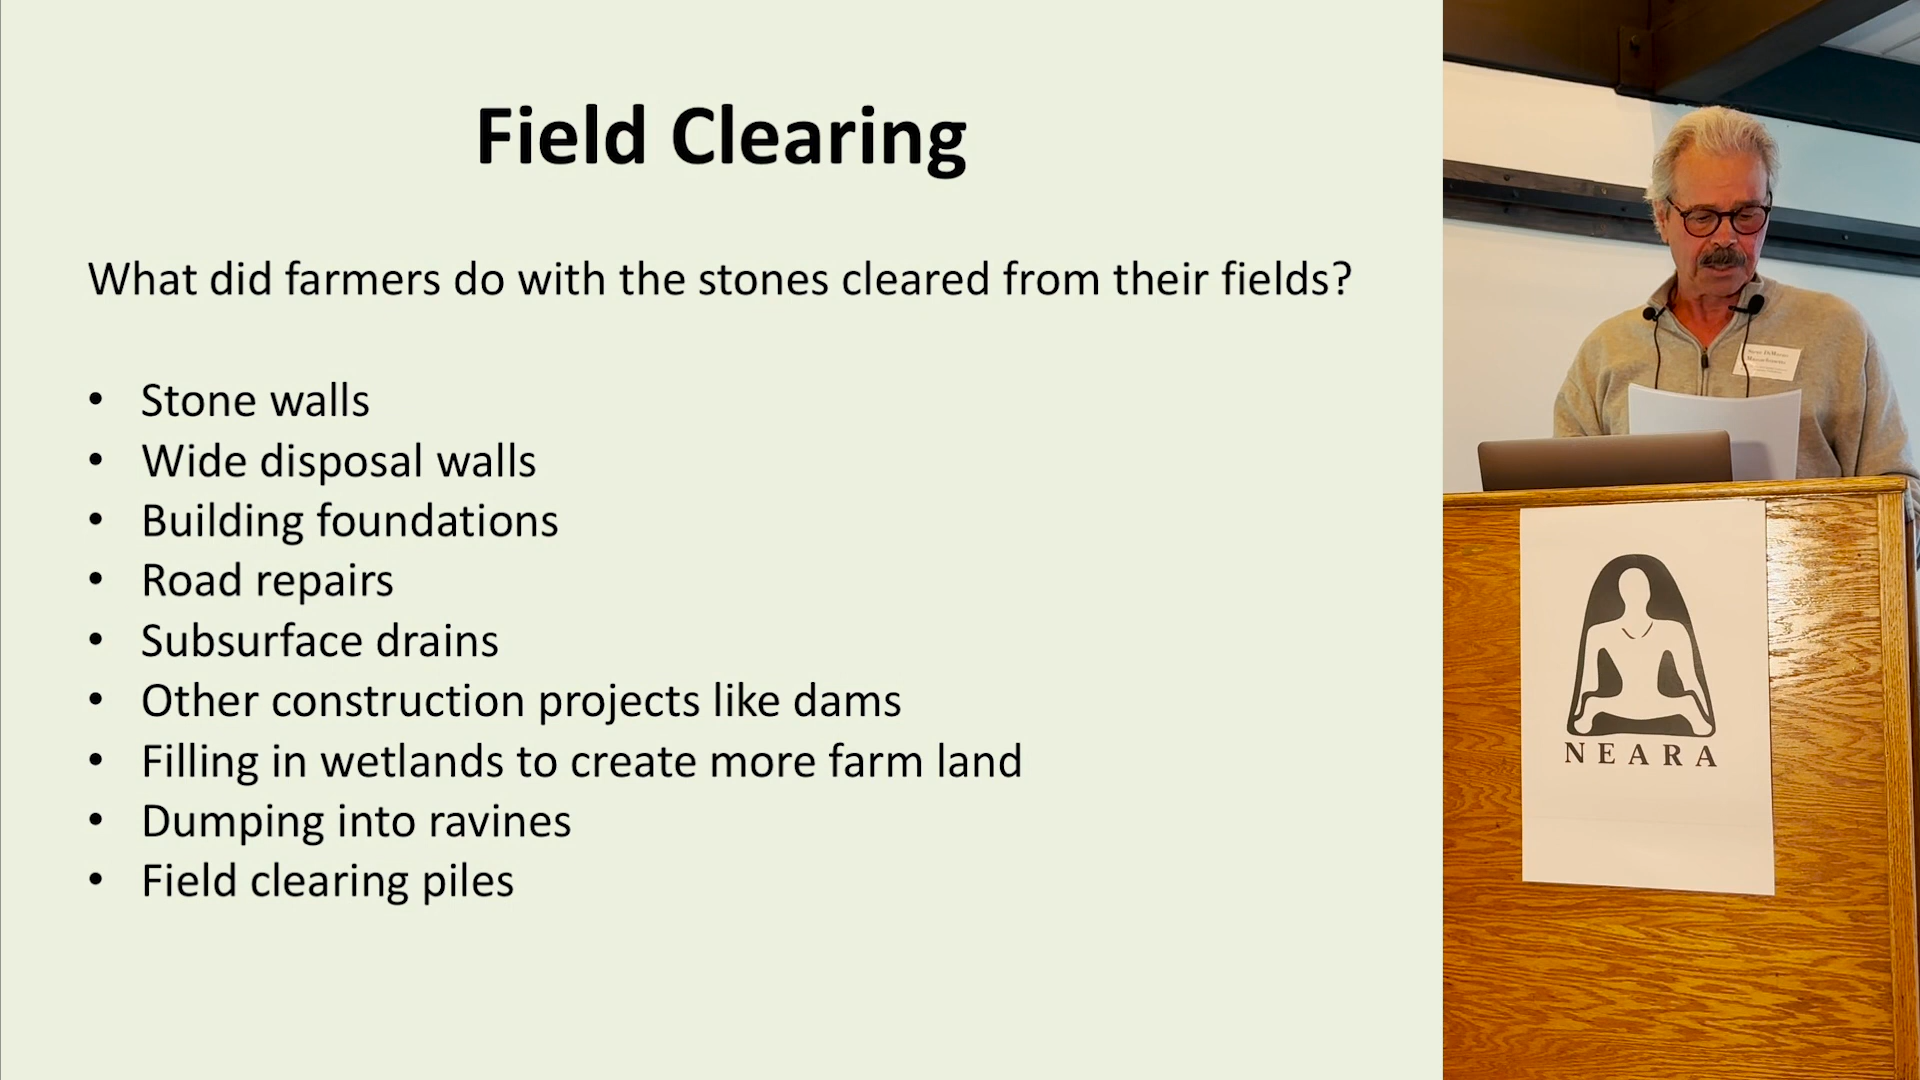 Field Clearing
What did farmers do with the stones cleared from their fields?
• Stone walls
• Wide disposal walls
• Building foundations
• Road repairs
• Subsurface drains
• Other construction projects like dams
• Filling in wetlands to create more farm land
• Dumping into ravines
• Field clearing piles
Massachusetts
NEARA